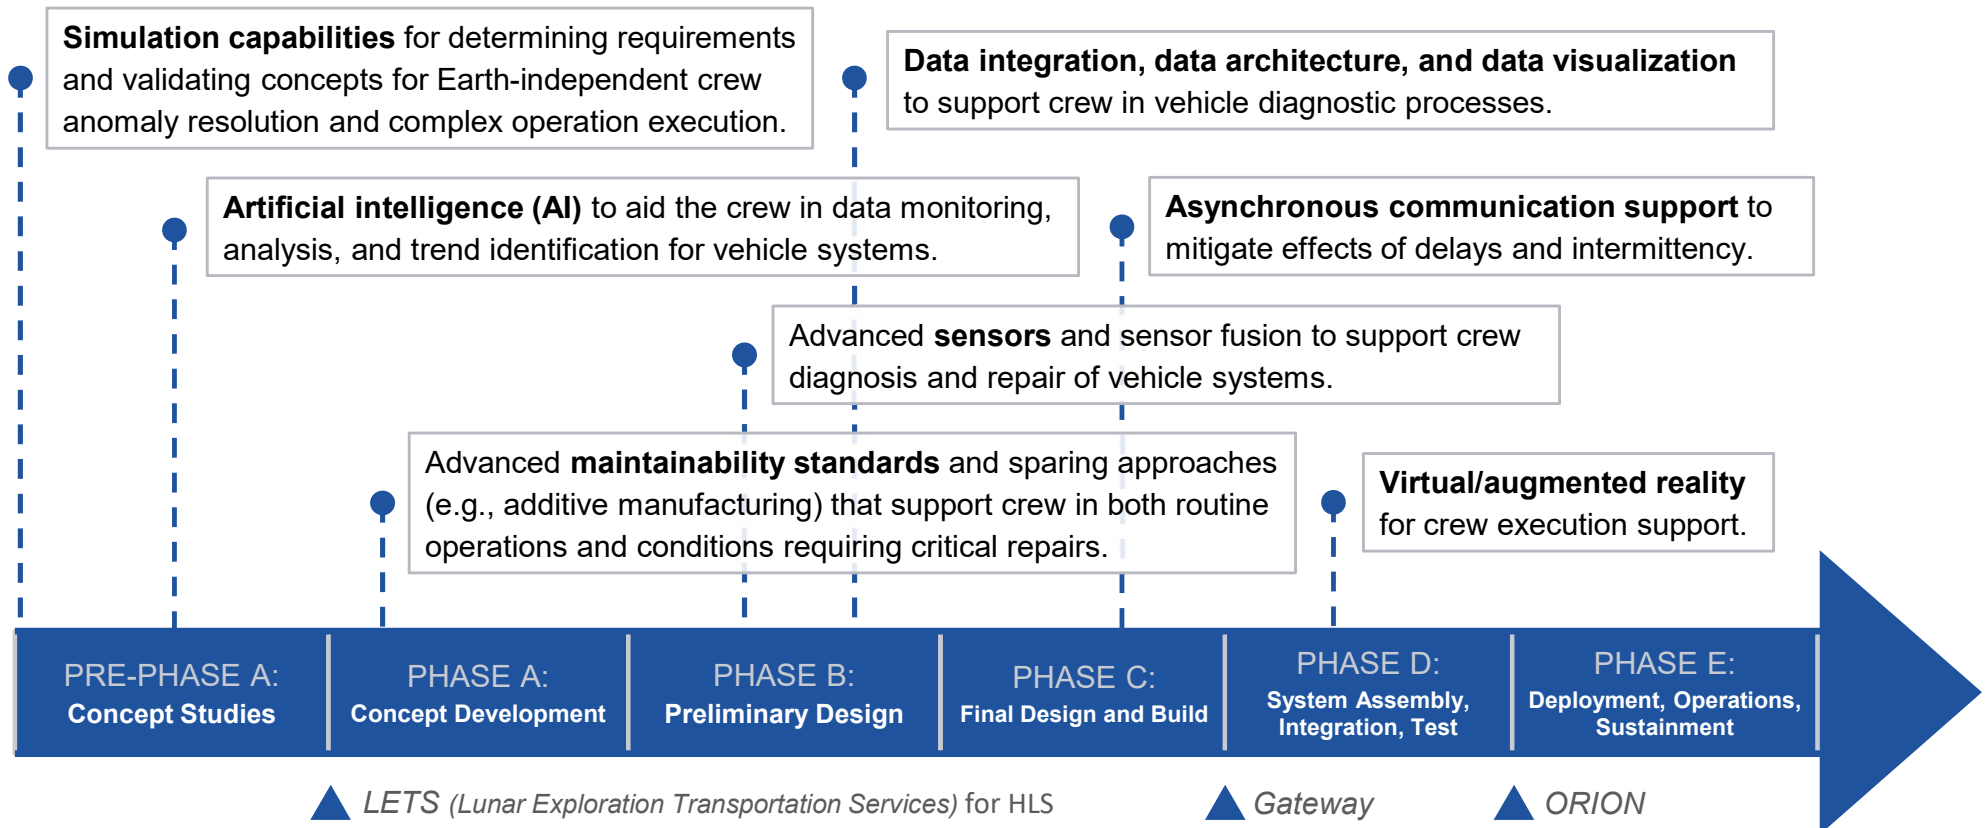 Simulation capabilities for determining requirements
and validating concepts for Earth-independent crew
anomaly resolution and complex operation execution.
Data integration, data architecture, and data visualization
to support crew in vehicle diagnostic processes.
Artificial intelligence (AI) to aid the crew in data monitoring,
analysis, and trend identification for vehicle systems.
Asynchronous communication support to
mitigate effects of delays and intermittency.
Advanced sensors and sensor fusion to support crew
diagnosis and repair of vehicle systems.
Advanced maintainability standards and sparing approaches
(e.g., additive manufacturing) that support crew in both routine
operations and conditions requiring critical repairs.
Virtual/augmented reality
for crew execution support.
PRE-PHASE A:
Concept Studies
PHASE A:
Concept Development
PHASE B:
Preliminary Design
PHASE C:
Final Design and Build
PHASE D:
System Assembly,
Integration, Test
PHASE E:
Deployment, Operations,
Sustainment
LETS (Lunar Exploration Transportation Services) for HLS
Gateway
ORION